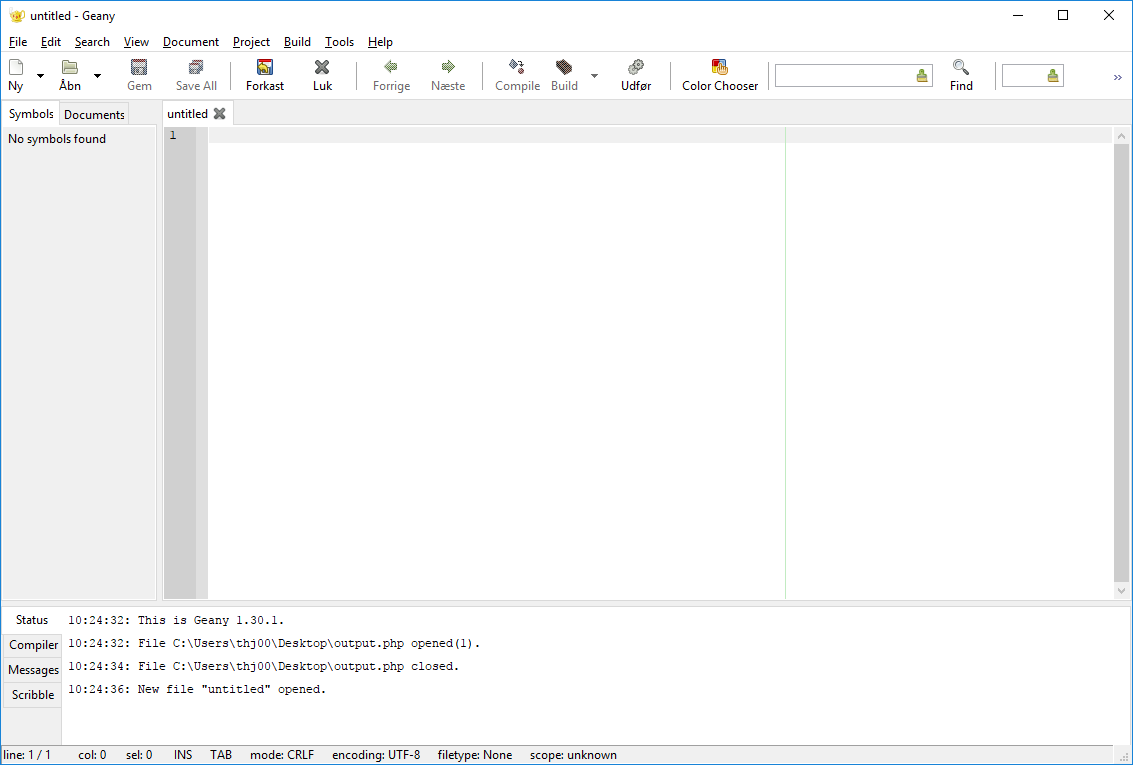 untitled - Geany
File Edit Search View Document Project Build Tools Help
Ny Åbn Gem Save All Forkast Luk Forrige Næste Compile Build Udfør Color Chooser Find »
Symbols Documents untitled
No symbols found 1
Status 10:24:32: This is Geany 1.30.1.
Compiler 10:24:32: File C:\Users\thj00\Desktop\output.php opened(1).
Messages 10:24:34: File C:\Users\thj00\Desktop\output.php closed.
Scribble 10:24:36: New file "untitled" opened.
line: 1 / 1 col: 0 sel: 0 INS TAB mode: CRLF encoding: UTF-8 filetype: None scope: unknown